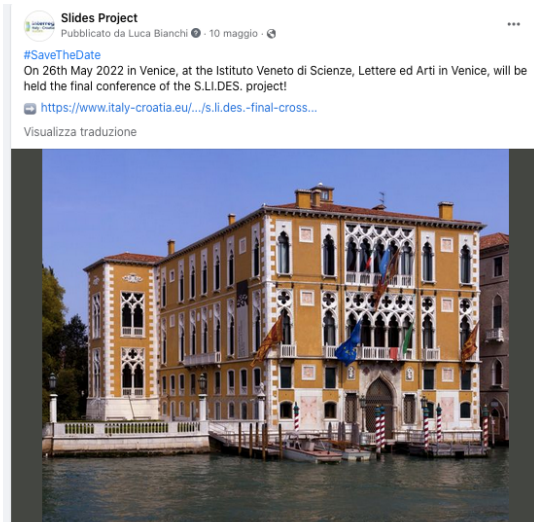 Slides Project
Pubblicato da Luca Bianchi · 10 maggio ·
#SaveTheDate
On 26th May 2022 in Venice, at the Istituto Veneto di Scienze, Lettere ed Arti in Venice, will be
held the final conference of the S.LI.DES. project!
https://www.italy-croatia.eu/.../s.li.des.-final-cross...
Visualizza traduzione